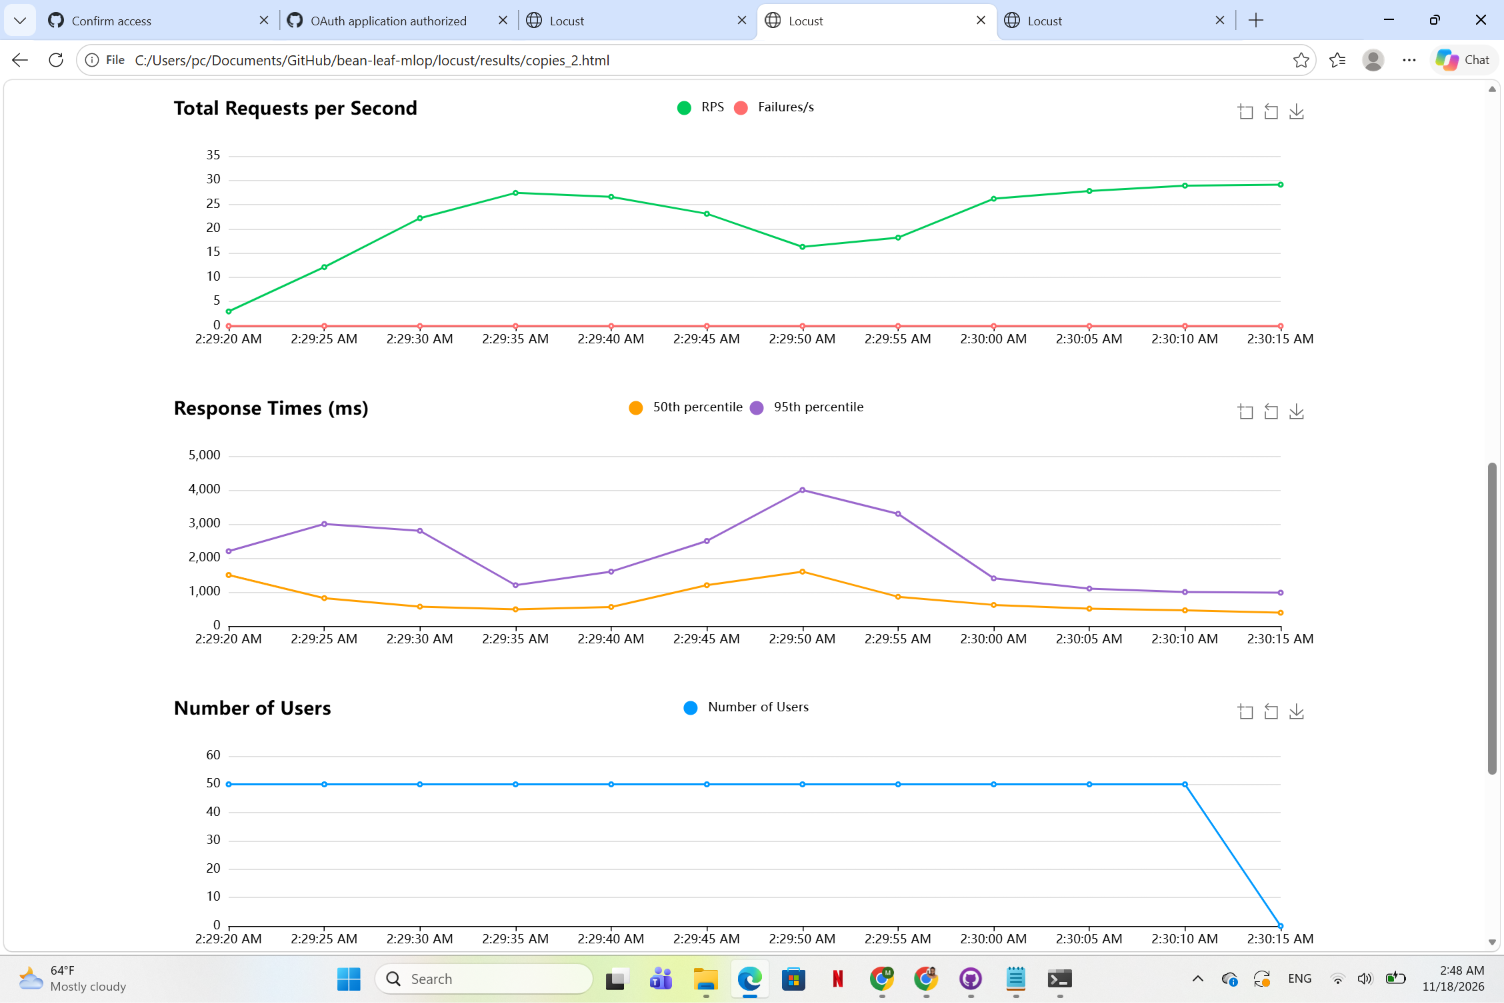 Confirm access
OAuth application authorized
Locust
Locust
Locust
File C:/Users/pc/Documents/GitHub/bean-leaf-mlop/locust/results/copies_2.html
Chat
Total Requests per Second
RPS Failures/s
35
30
25
20
15
10
5
0
2:29:20 AM 2:29:25 AM 2:29:30 AM 2:29:35 AM 2:29:40 AM 2:29:45 AM 2:29:50 AM 2:29:55 AM 2:30:00 AM 2:30:05 AM 2:30:10 AM 2:30:15 AM
Response Times (ms)
50th percentile 95th percentile
5,000
4,000
3,000
2,000
1,000
0
2:29:20 AM 2:29:25 AM 2:29:30 AM 2:29:35 AM 2:29:40 AM 2:29:45 AM 2:29:50 AM 2:29:55 AM 2:30:00 AM 2:30:05 AM 2:30:10 AM 2:30:15 AM
Number of Users
Number of Users
60
50
40
30
20
10
0
2:29:20 AM 2:29:25 AM 2:29:30 AM 2:29:35 AM 2:29:40 AM 2:29:45 AM 2:29:50 AM 2:29:55 AM 2:30:00 AM 2:30:05 AM 2:30:10 AM 2:30:15 AM
64°F
Mostly cloudy
Search
ENG
2:48 AM
11/18/2026